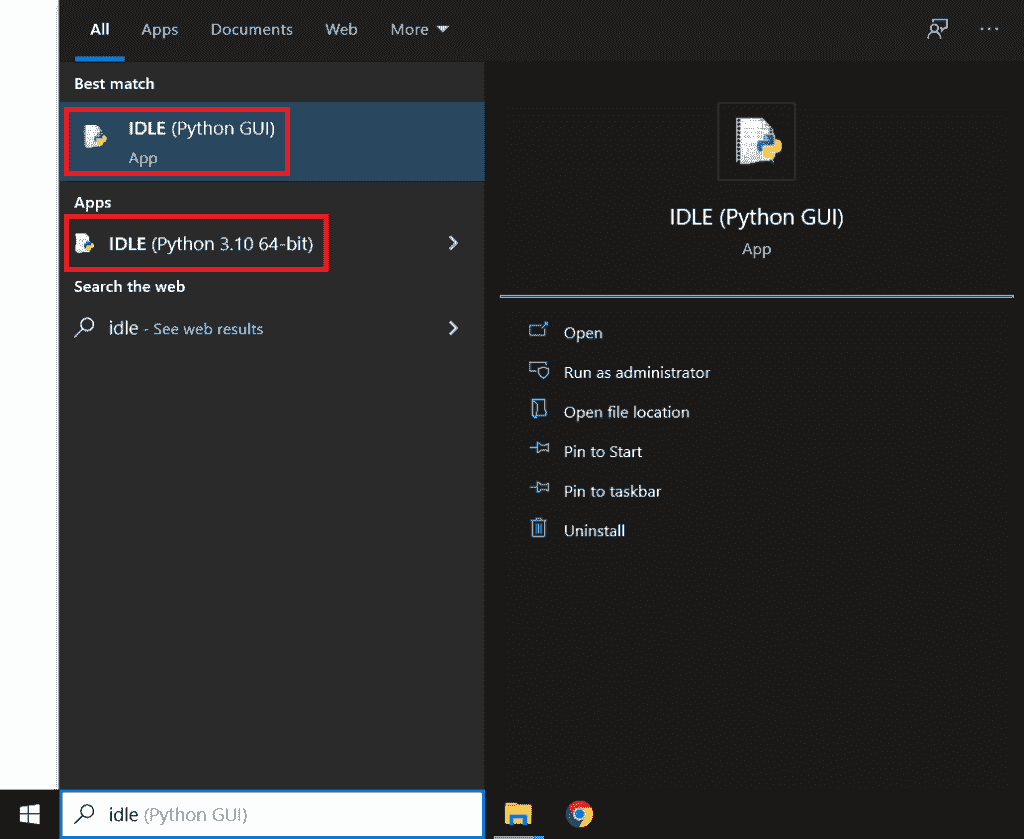 All Apps Documents Web More
Best match
IDLE (Python GUI)
App
Apps
IDLE (Python 3.10 64-bit)
Search the web
idle - See web results
IDLE (Python GUI)
App
Open
Run as administrator
Open file location
Pin to Start
Pin to taskbar
Uninstall
idle (Python GUI)